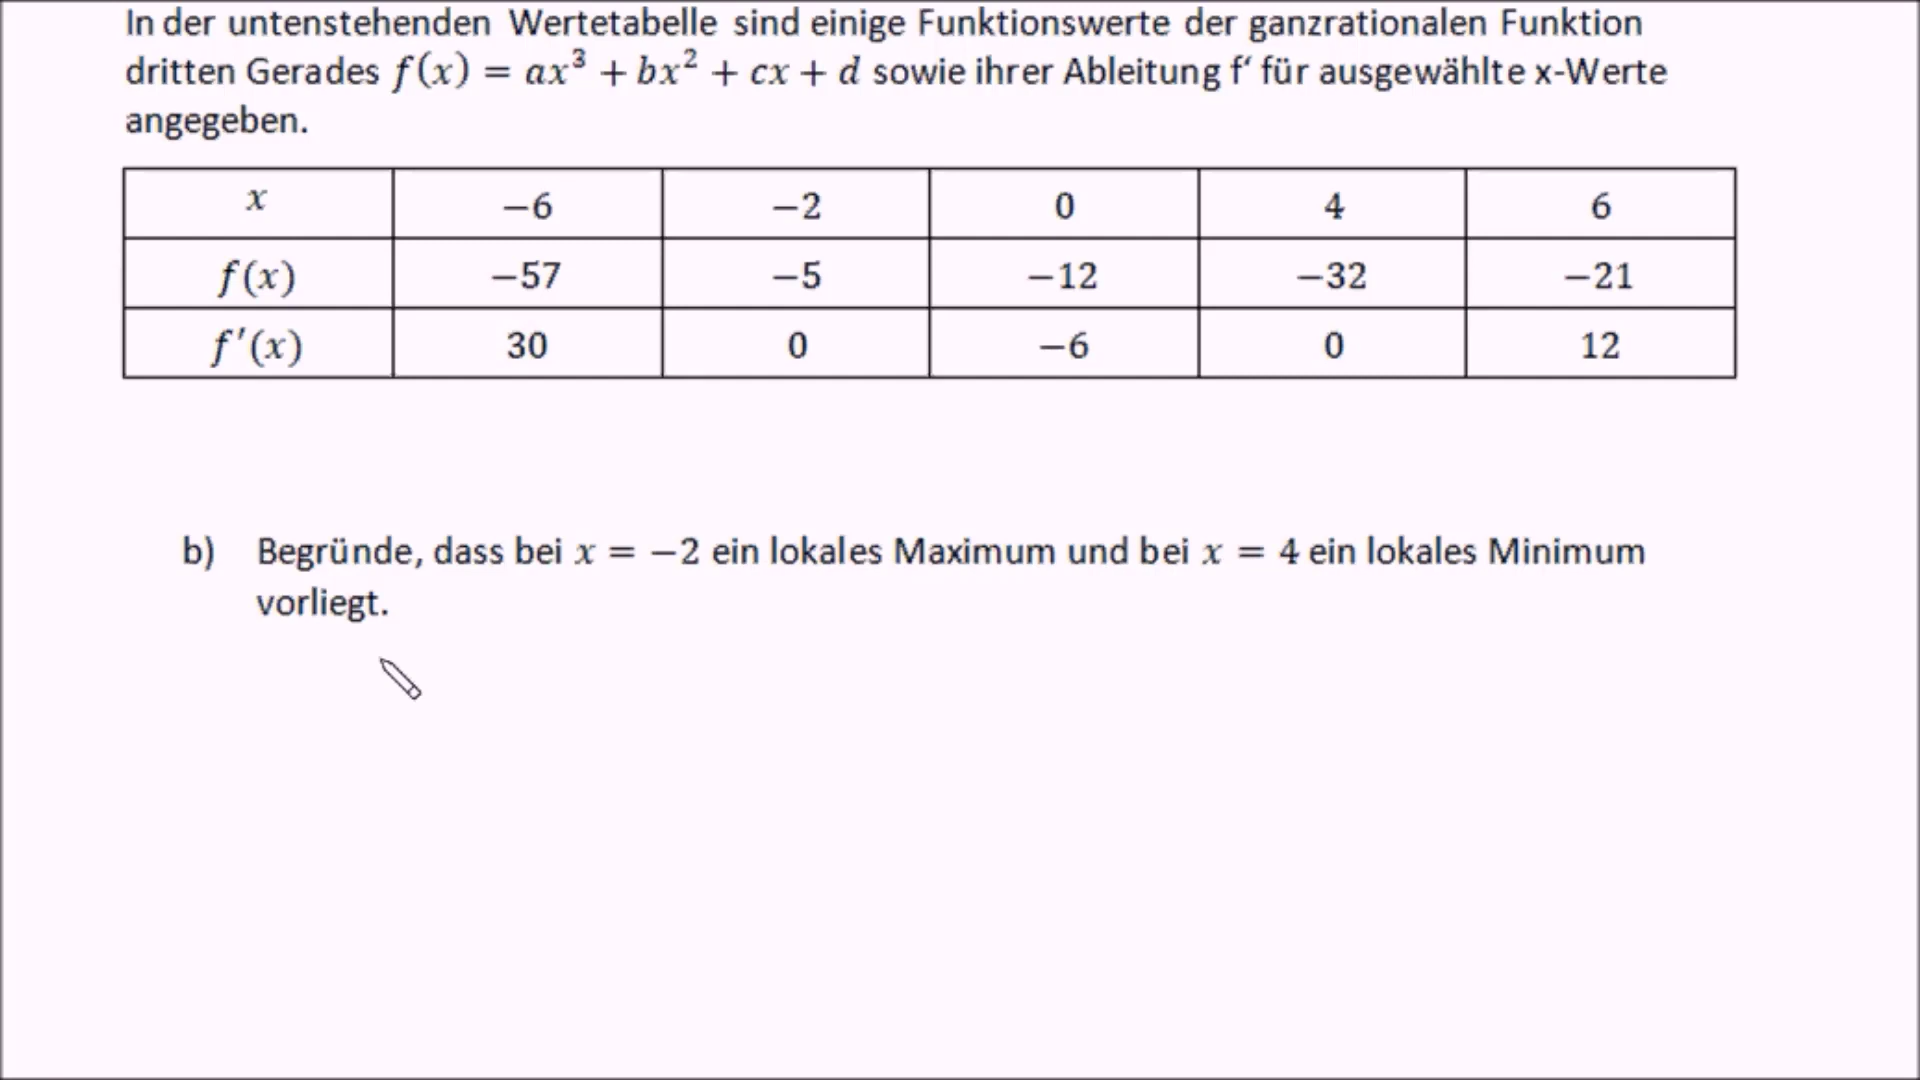 In der untenstehenden Wertetabelle sind einige Funktionswerte der ganzrationalen Funktion
dritten Gerades f(x) = ax³ + bx² + cx + d sowie ihrer Ableitung f‘ für ausgewählte x-Werte
angegeben.
x −6 −2 0 4 6
f(x) −57 −5 −12 −32 −21
f′(x) 30 0 −6 0 12
b) Begründe, dass bei x = −2 ein lokales Maximum und bei x = 4 ein lokales Minimum
vorliegt.